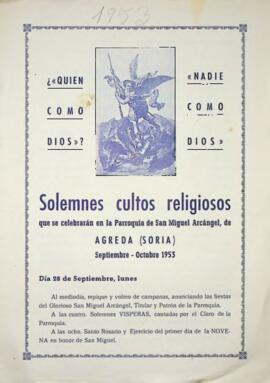 1953
¿«QUIEN
COMO
DIOS»?
«NADIE
COMO
DIOS»
Solemnes cultos religiosos
que se celebrarán en la Parroquia de San Miguel Arcángel, de
AGREDA (SORIA)
Septiembre - Octubre 1953
Día 28 de Septiembre, lunes
Al mediodía, repique y volteo de campanas, anunciando las fiestas
del Glorioso San Miguel Arcángel, Titular y Patrón de la Parroquia.
A las cuatro. Solemnes VISPERAS, cantadas por el Clero de la
Parroquia.
A las ocho. Santo Rosario y Ejercicio del primer día de la NOVE-
NA en honor de San Miguel.